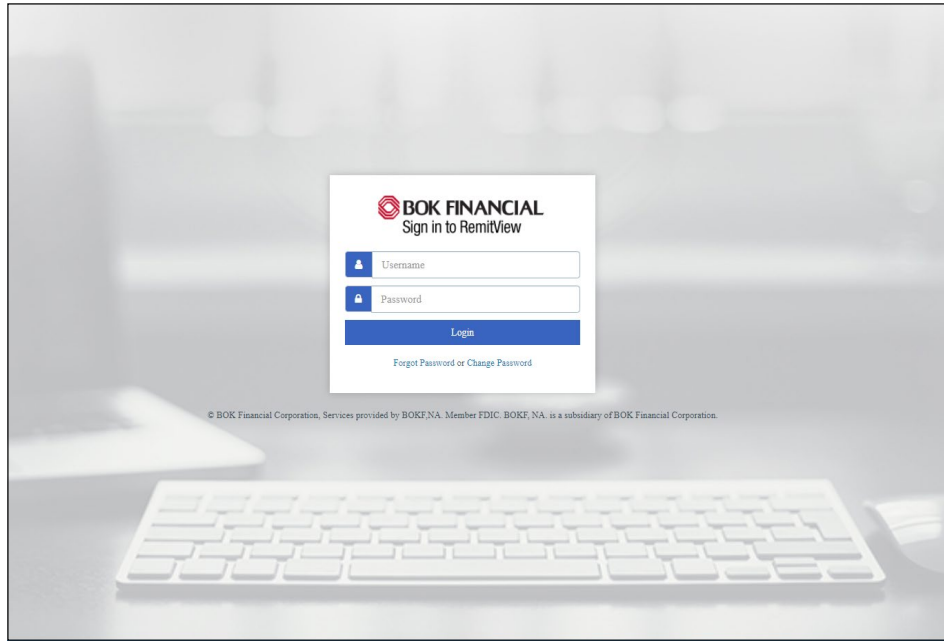 BOK FINANCIAL
Sign in to RemitView
Username
Password
Login
Forgot Password or Change Password
© BOK Financial Corporation, Services provided by BOKF,NA. Member FDIC. BOKF, NA. is a subsidiary of BOK Financial Corporation.